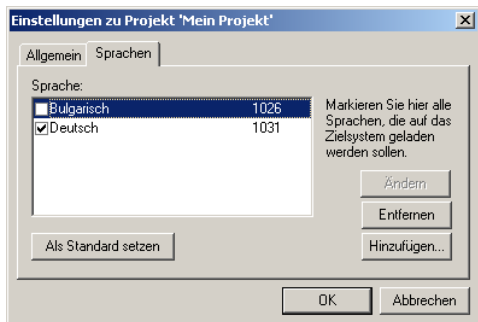 Einstellungen zu Projekt 'Mein Projekt'
Allgemein Sprachen
Sprache:
Bulgarisch 1026
Deutsch 1031
Markieren Sie hier alle
Sprachen, die auf das
Zielsystem geladen
werden sollen.
Ändern
Entfernen
Als Standard setzen Hinzufügen...
OK Abbrechen